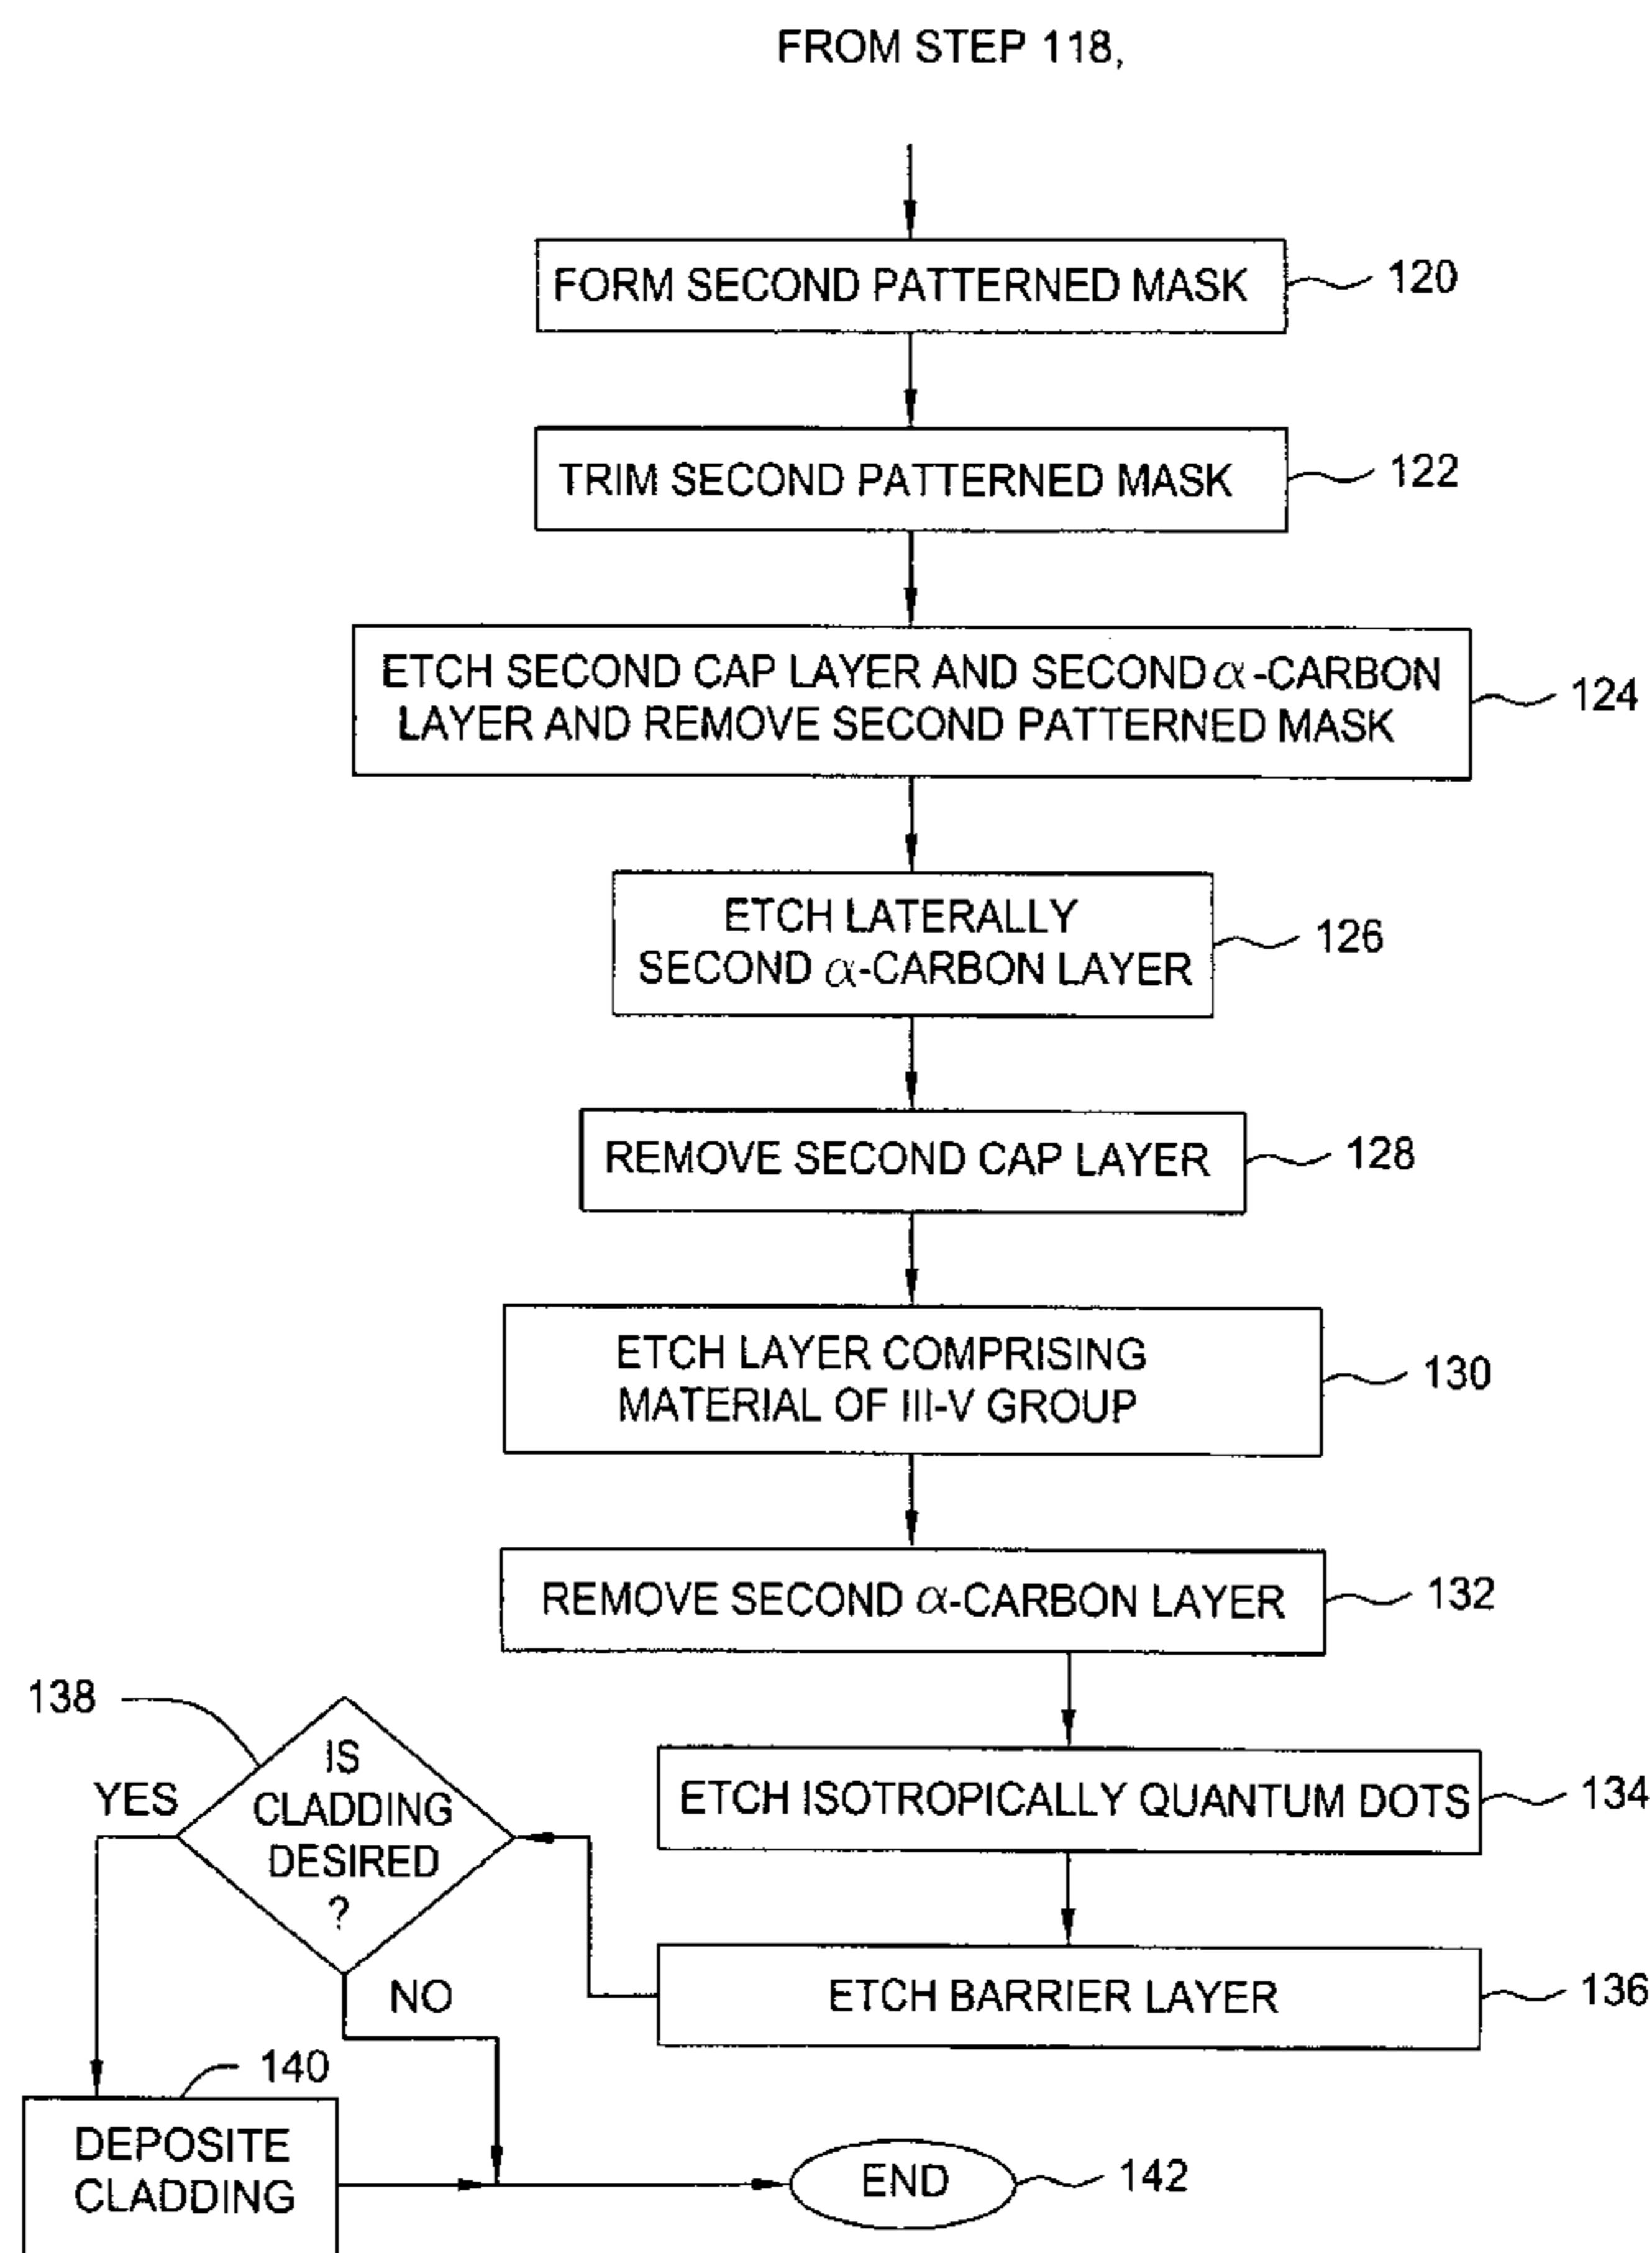 FROM STEP 118,
FORM SECOND PATTERNED MASK
120
TRIM SECOND PATTERNED MASK
122
ETCH SECOND CAP LAYER AND SECOND α-CARBON
LAYER AND REMOVE SECOND PATTERNED MASK
124
ETCH LATERALLY
SECOND α-CARBON LAYER
126
REMOVE SECOND CAP LAYER
128
ETCH LAYER COMPRISING
MATERIAL OF III-V GROUP
130
REMOVE SECOND α-CARBON LAYER
132
138
IS
CLADDING
DESIRED
?
YES
NO
ETCH ISOTROPICALLY QUANTUM DOTS
134
ETCH BARRIER LAYER
136
140
DEPOSITE
CLADDING
END
142